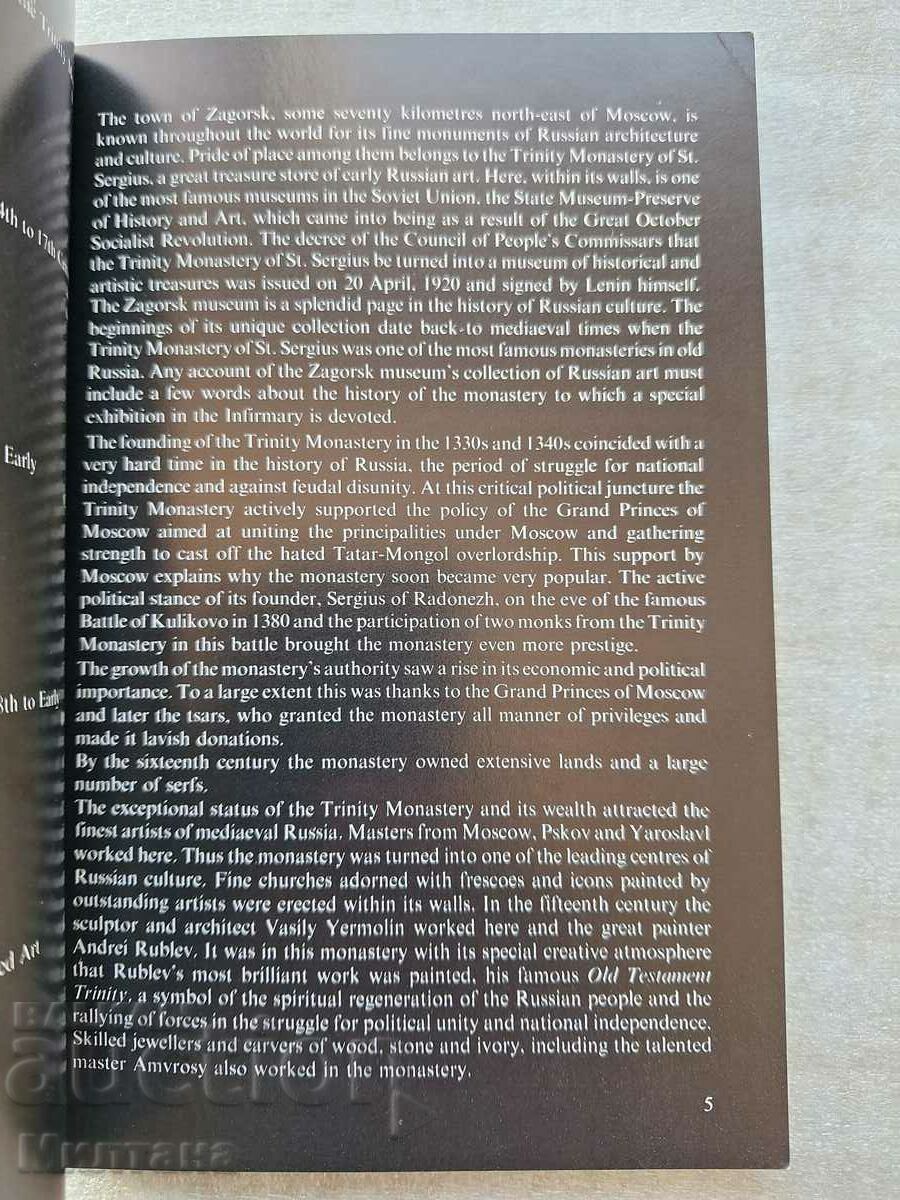 the Trinity
4th to 17th
Early
8th to Early
ed Art
The town of Zagorsk, some seventy kilometres north-east of Moscow, is
known throughout the world for its fine monuments of Russian architecture
and culture. Pride of place among them belongs to the Trinity Monastery of St.
Sergius, a great treasure store of early Russian art. Here, within its walls, is one
of the most famous museums in the Soviet Union, the State Museum-Preserve
of History and Art, which came into being as a result of the Great October
Socialist Revolution. The decree of the Council of People's Commissars that
the Trinity Monastery of St. Sergius be turned into a museum of historical and
artistic treasures was issued on 20 April, 1920 and signed by Lenin himself.
The Zagorsk museum is a splendid page in the history of Russian culture. The
beginnings of its unique collection date back to mediaeval times when the
Trinity Monastery of St. Sergius was one of the most famous monasteries in old
Russia. Any account of the Zagorsk museum's collection of Russian art must
include a few words about the history of the monastery to which a special
exhibition in the Infirmary is devoted.
The founding of the Trinity Monastery in the 1330s and 1340s coincided with a
very hard time in the history of Russia, the period of struggle for national
independence and against feudal disunity. At this critical political juncture the
Trinity Monastery actively supported the policy of the Grand Princes of
Moscow aimed at uniting the principalities under Moscow and gathering
strength to cast off the hated Tatar-Mongol overlordship. This support by
Moscow explains why the monastery soon became very popular. The active
political stance of its founder, Sergius of Radonezh, on the eve of the famous
Battle of Kulikovo in 1380 and the participation of two monks from the Trinity
Monastery in this battle brought the monastery even more prestige.
The growth of the monastery's authority saw a rise in its economic and political
importance. To a large extent this was thanks to the Grand Princes of Moscow
and later the tsars, who granted the monastery all manner of privileges and
made it lavish donations.
By the sixteenth century the monastery owned extensive lands and a large
number of serfs.
The exceptional status of the Trinity Monastery and its wealth attracted the
finest artists of mediaeval Russia. Masters from Moscow, Pskov and Yaroslavl
worked here. Thus the monastery was turned into one of the leading centres of
Russian culture. Fine churches adorned with frescoes and icons painted by
outstanding artists were erected within its walls. In the fifteenth century the
sculptor and architect Vasily Yermolin worked here and the great painter
Andrei Rublev. It was in this monastery with its special creative atmosphere
that Rublev's most brilliant work was painted, his famous Old Testament
Trinity, a symbol of the spiritual regeneration of the Russian people and the
rallying of forces in the struggle for political unity and national independence.
Skilled jewellers and carvers of wood, stone and ivory, including the talented
master Amvrosy also worked in the monastery.
5
auction
Милтана